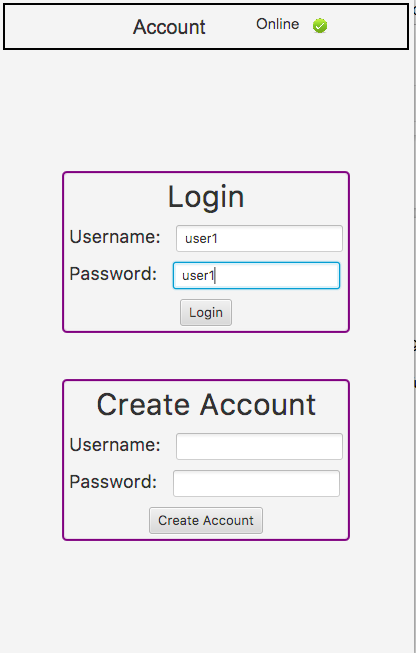 Account Online
Login
Username: user1
Password: user1
Login
Create Account
Username:
Password:
Create Account